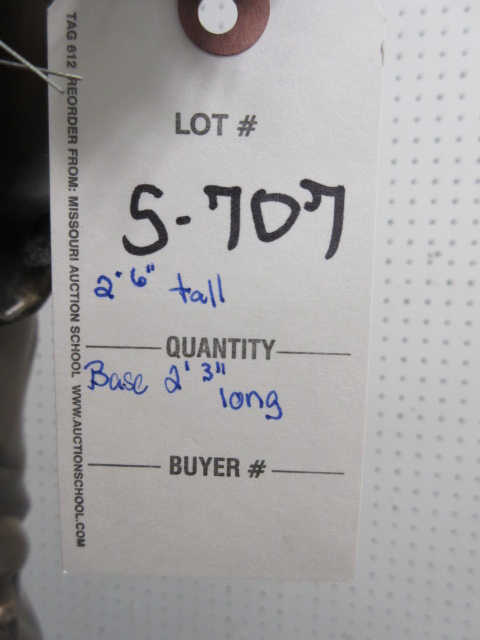 LOT #
S-707
2' 6" tall
QUANTITY
Base 2' 3"
long
BUYER #
TAG 612 REORDER FROM: MISSOURI AUCTION SCHOOL WWW.AUCTIONSCHOOL.COM